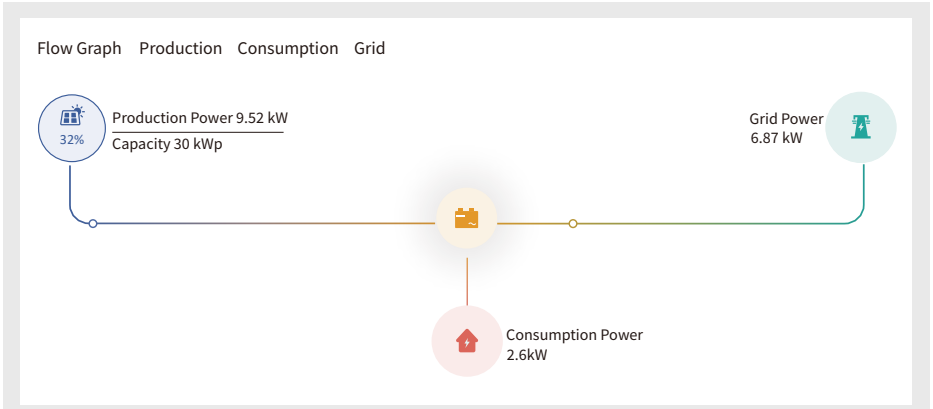 Flow Graph Production Consumption Grid
32%
Production Power 9.52 kW
Capacity 30 kWp
Grid Power
6.87 kW
Consumption Power
2.6kW